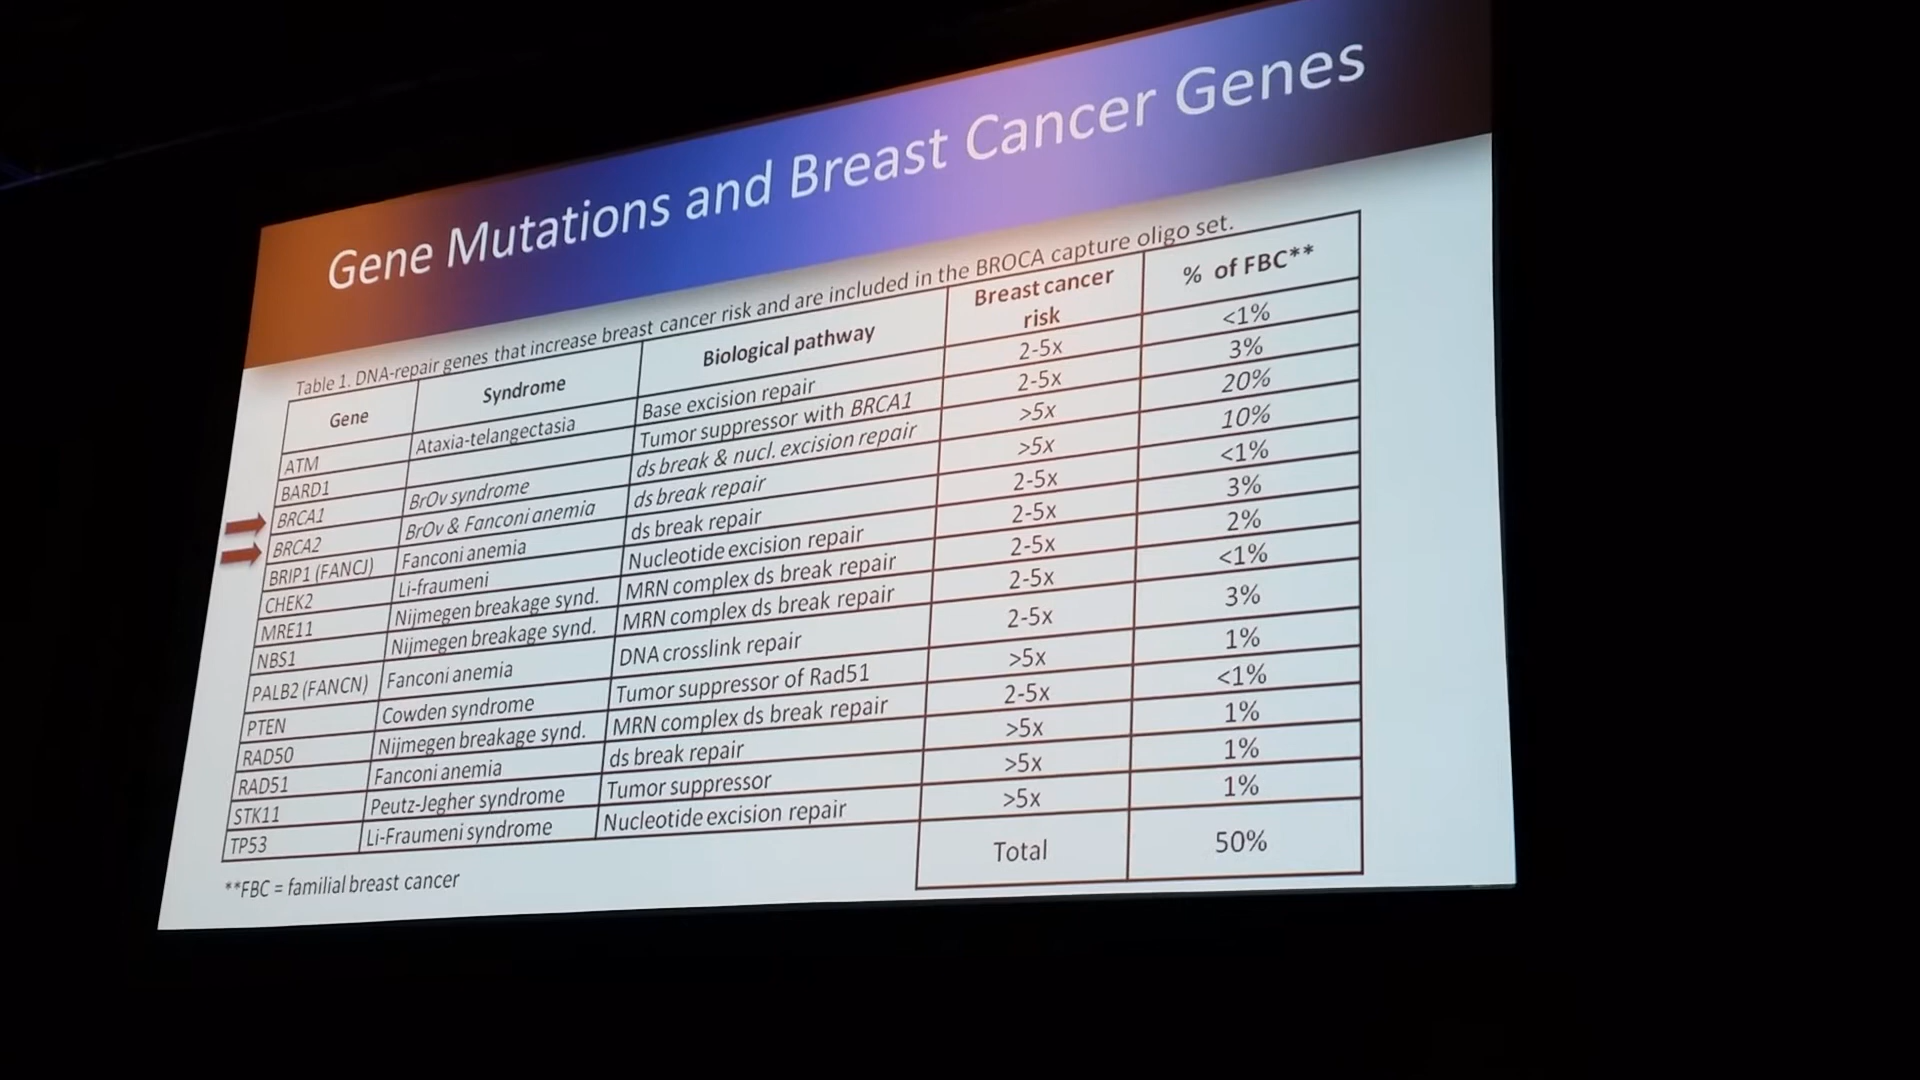 Gene Mutations and Breast Cancer Genes
Table 1. DNA-repair genes that increase breast cancer risk and are included in the BROCA capture oligo set.
Gene Syndrome Biological pathway Breast cancer risk % of FBC**
ATM Ataxia-telangectasia Base excision repair 2-5x <1%
BARD1 Tumor suppressor with BRCA1 2-5x 3%
BRCA1 BrOv syndrome ds break & nucl. excision repair >5x 20%
BRCA2 BrOv & Fanconi anemia ds break repair >5x 10%
BRIP1 (FANCJ) Fanconi anemia ds break repair 2-5x <1%
CHEK2 Li-fraumeni Nucleotide excision repair 2-5x 3%
MRE11 Nijmegen breakage synd. MRN complex ds break repair 2-5x 2%
NBS1 Nijmegen breakage synd. MRN complex ds break repair 2-5x <1%
PALB2 (FANCN) Fanconi anemia DNA crosslink repair 2-5x 3%
PTEN Cowden syndrome Tumor suppressor of Rad51 >5x 1%
RAD50 Nijmegen breakage synd. MRN complex ds break repair 2-5x <1%
RAD51 Fanconi anemia ds break repair >5x 1%
STK11 Peutz-Jegher syndrome Tumor suppressor >5x 1%
TP53 Li-Fraumeni syndrome Nucleotide excision repair >5x 1%
Total 50%
**FBC = familial breast cancer